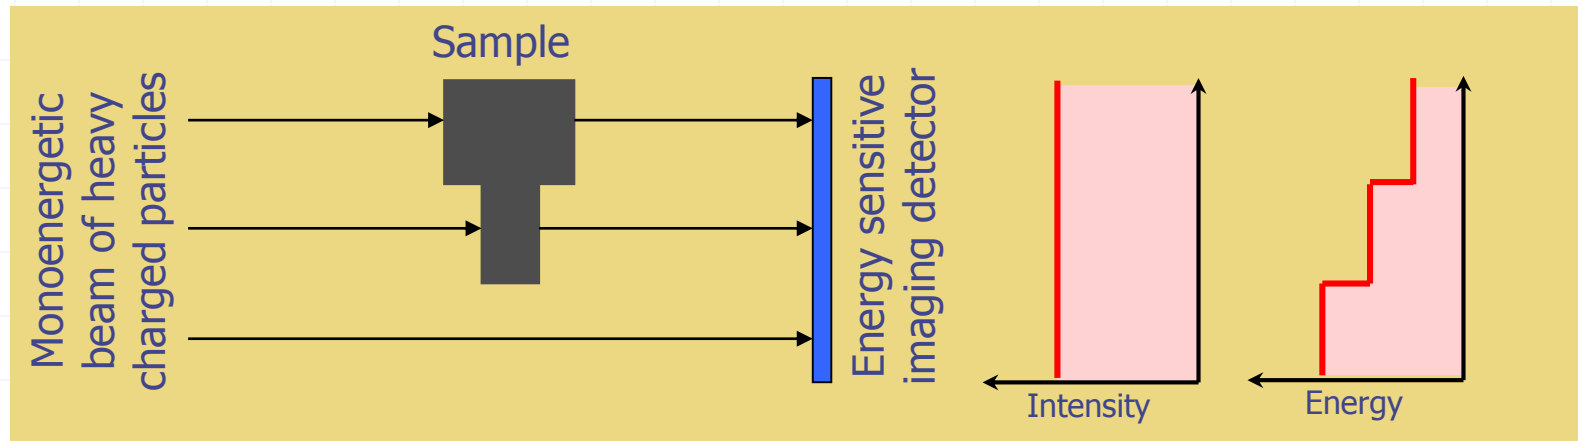 Monoenergetic
beam of heavy
charged particles
Sample
Energy sensitive
imaging detector
Intensity
Energy